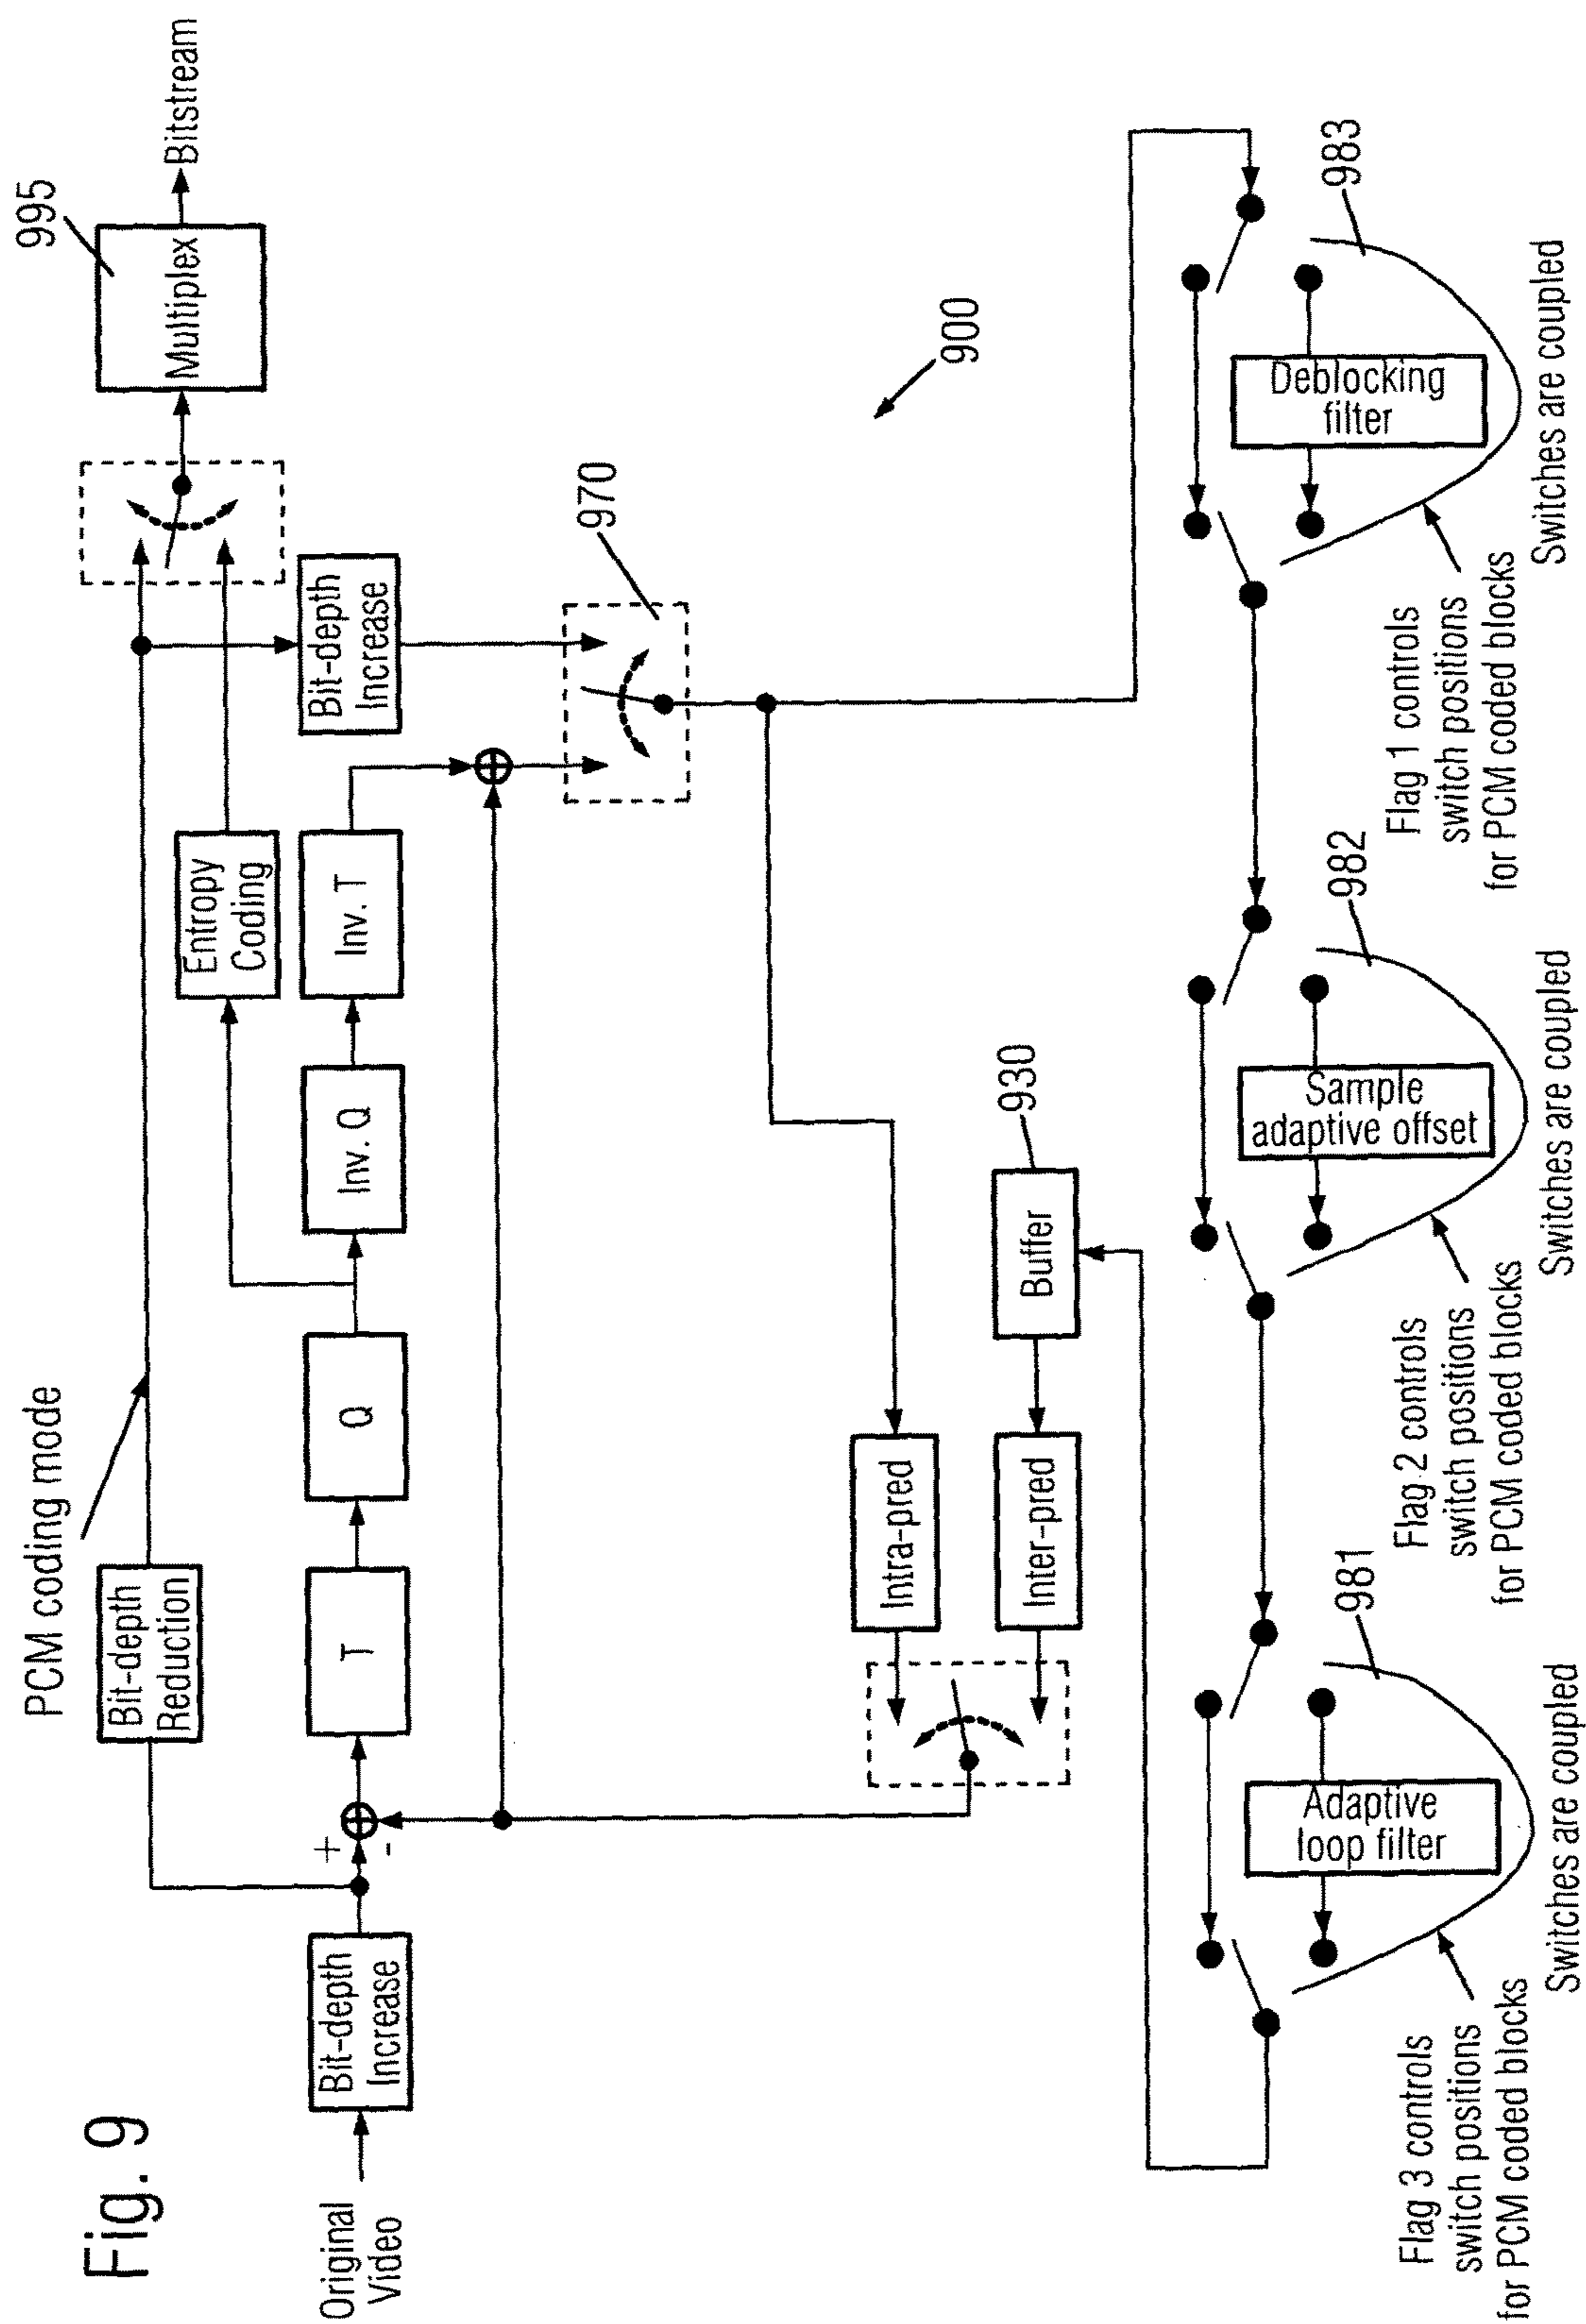 Fig. 9
Original
Video
Bit-depth
Increase
+
-
Bit-depth
Reduction
PCM coding mode
T
Q
Inv. Q
Inv. T
Entropy
Coding
Bit-depth
Increase
Multiplex
995
Bitstream
970
900
Intra-pred
Inter-pred
Buffer
930
Adaptive
loop filter
981
Flag 3 controls
switch positions
for PCM coded blocks
Switches are coupled
Sample
adaptive offset
982
Flag 2 controls
switch positions
for PCM coded blocks
Switches are coupled
Deblocking
filter
983
Flag 1 controls
switch positions
for PCM coded blocks
Switches are coupled